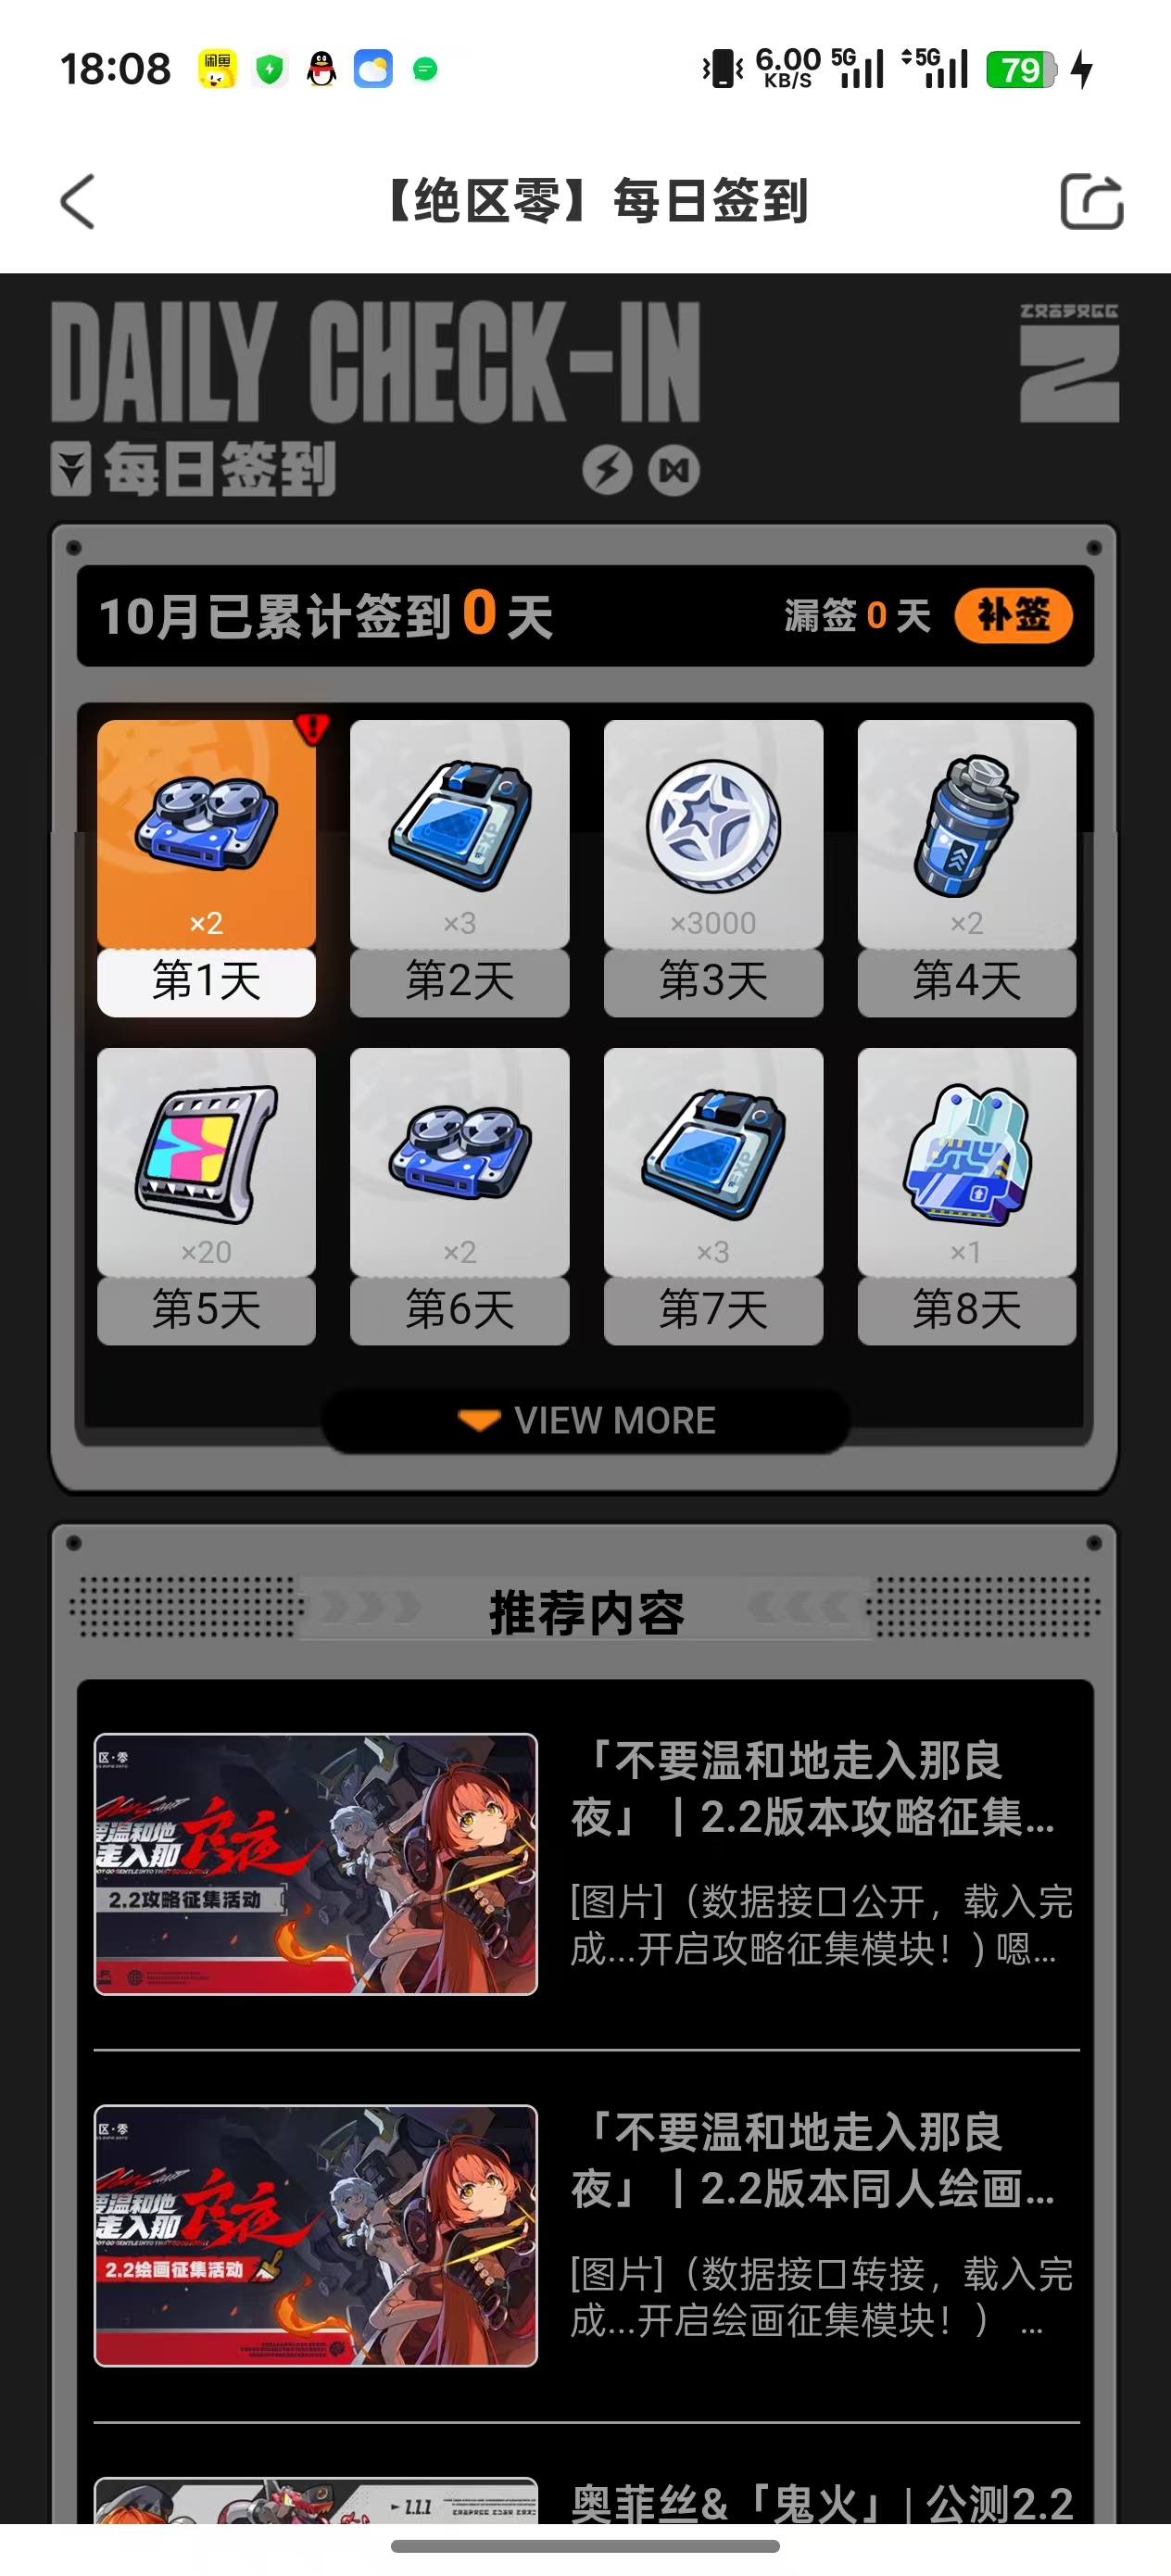 18:08
闲鱼
6.00
KB/S
5G
5G
79
【绝区零】每日签到
DAILY CHECK-IN
每日签到
10月已累计签到0天
漏签0天
补签
×2
×3
×3000
×2
第1天
第2天
第3天
第4天
×20
×2
×3
×1
第5天
第6天
第7天
第8天
VIEW MORE
推荐内容
「不要温和地走入那良
夜」丨2.2版本攻略征集...
[图片]（数据接口公开，载入完
成...开启攻略征集模块！) 嗯...
区·零
要温和地
走入那
良夜
2.2攻略征集活动
「不要温和地走入那良
夜」丨2.2版本同人绘画...
[图片]（数据接口转接，载入完
成...开启绘画征集模块！） ...
区·零
要温和地
走入那
良夜
2.2绘画征集活动
奥菲丝&「鬼火」| 公测2.2